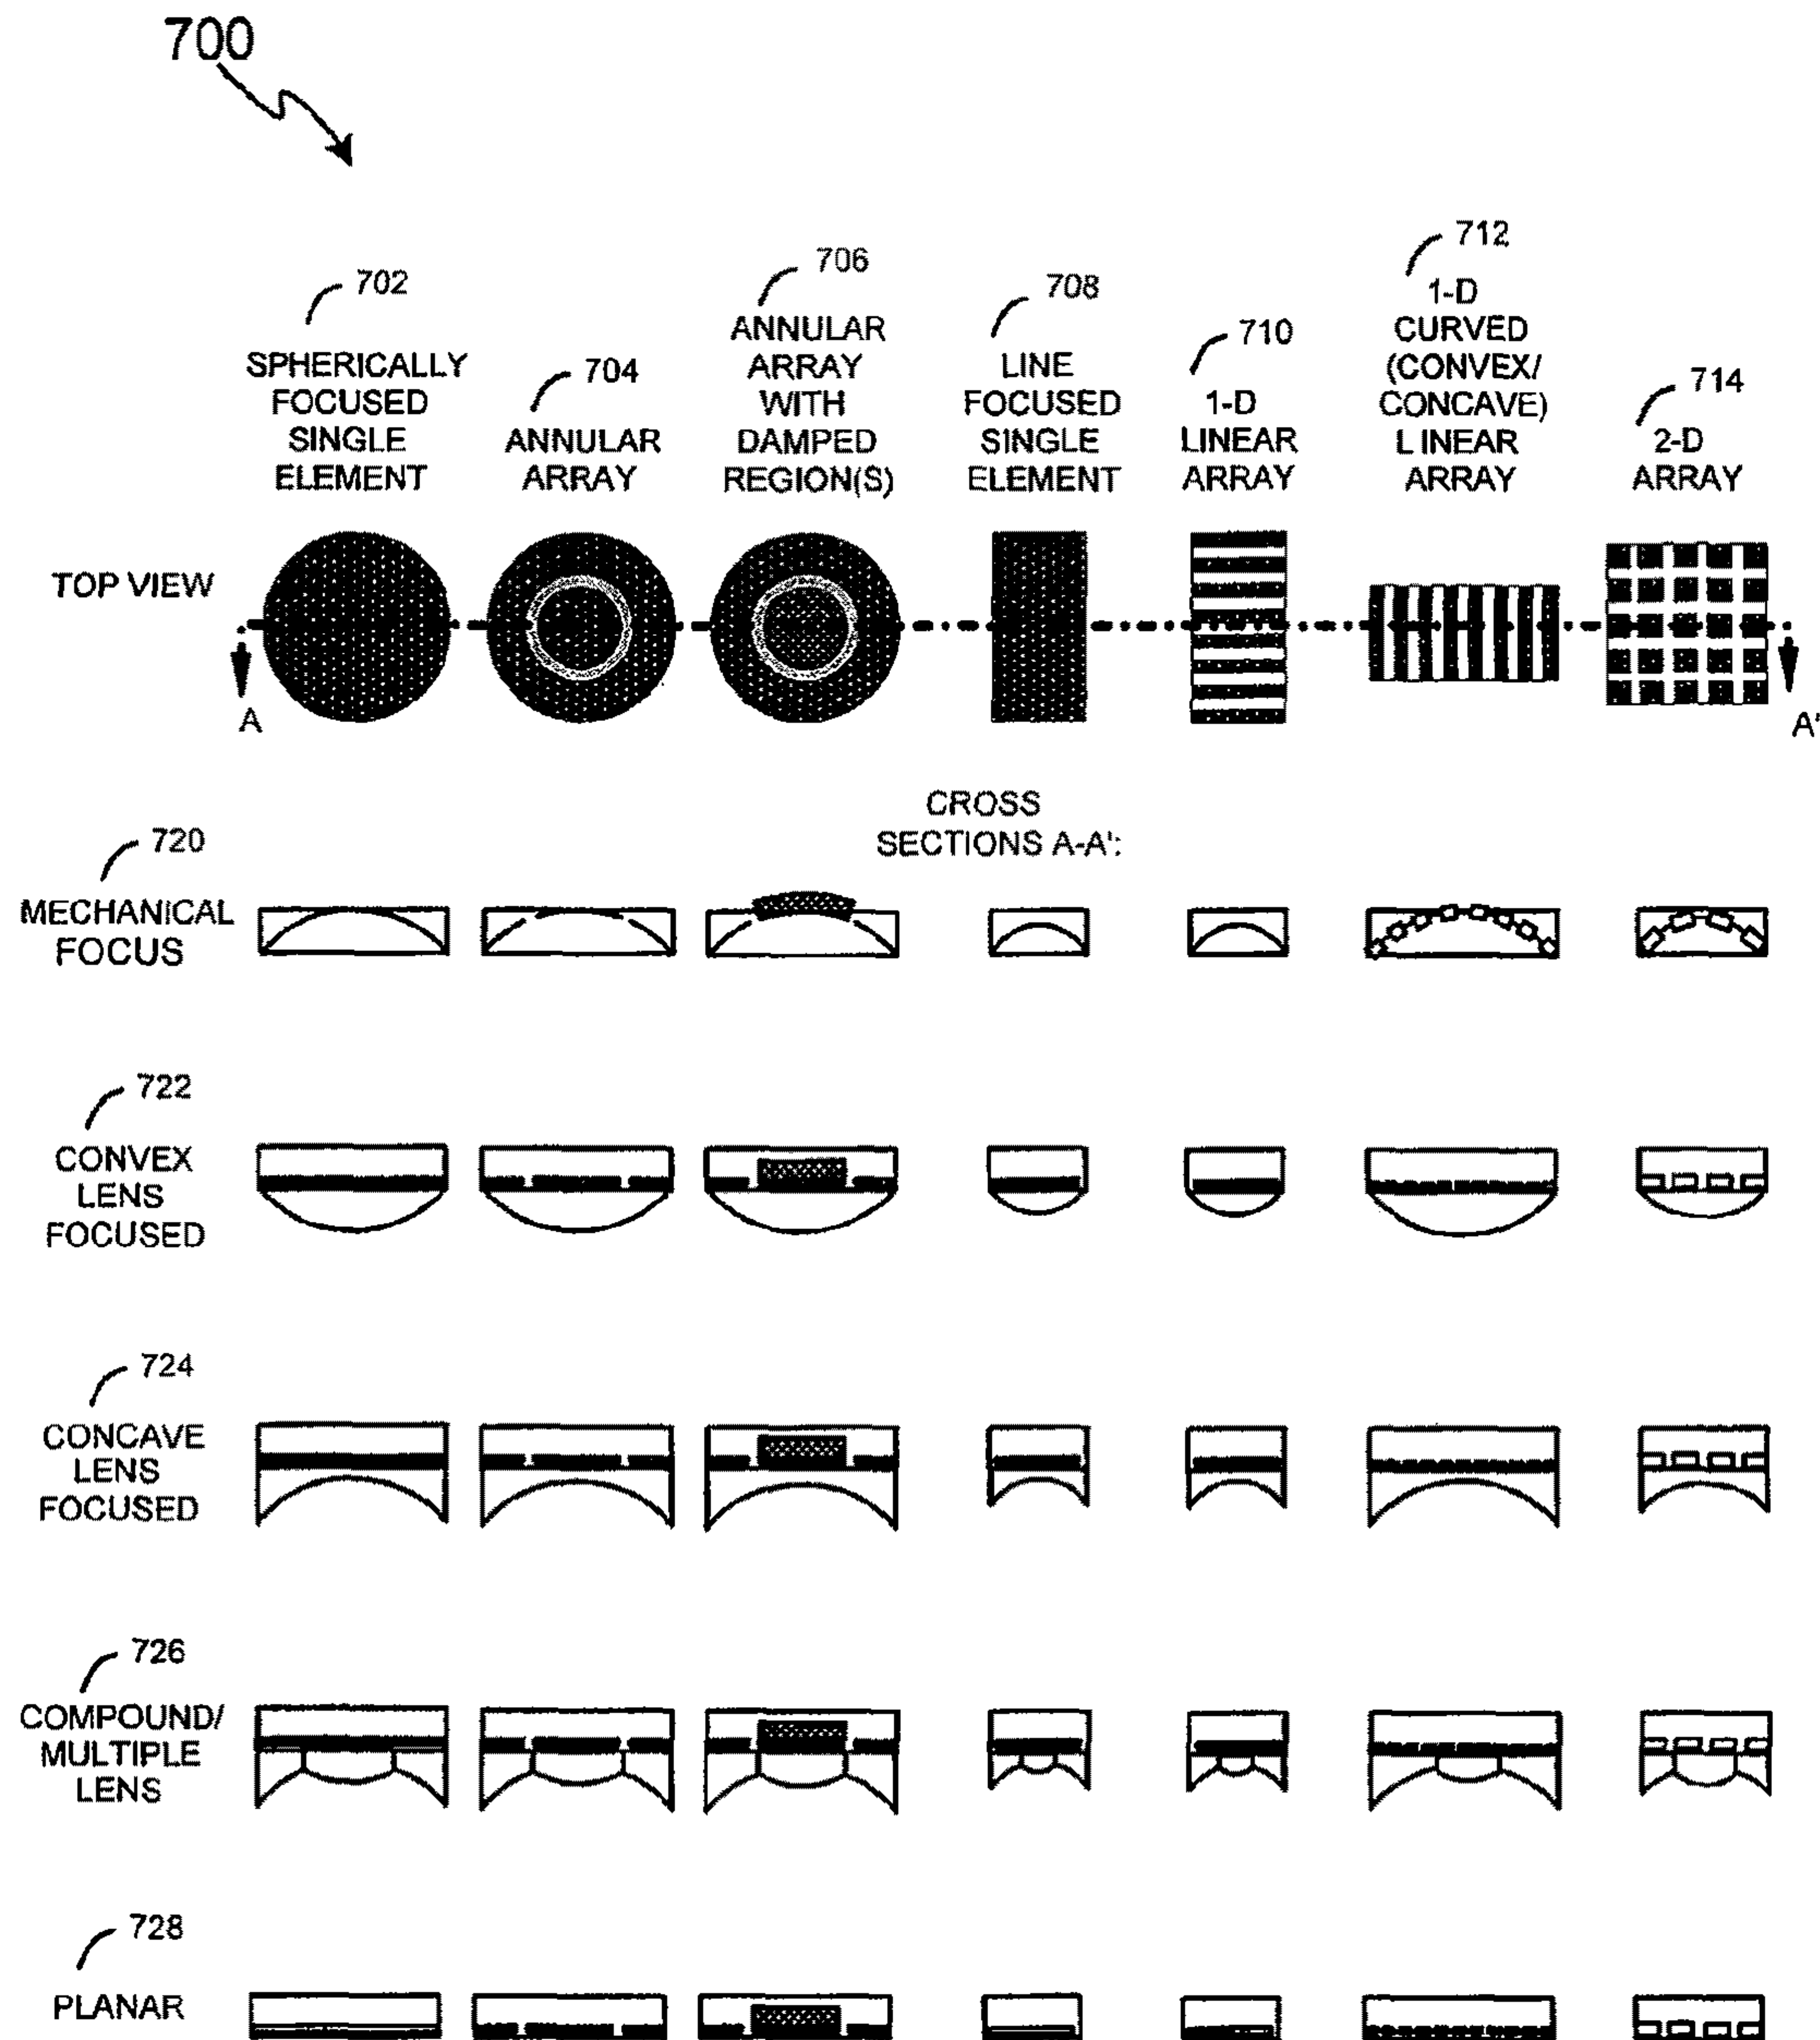 700
702
SPHERICALLY
FOCUSED
SINGLE
ELEMENT
704
ANNULAR
ARRAY
706
ANNULAR
ARRAY
WITH
DAMPED
REGION(S)
708
LINE
FOCUSED
SINGLE
ELEMENT
710
1-D
LINEAR
ARRAY
712
1-D
CURVED
(CONVEX/
CONCAVE)
LINEAR
ARRAY
714
2-D
ARRAY
TOP VIEW
A
A'
CROSS
SECTIONS A-A':
720
MECHANICAL
FOCUS
722
CONVEX
LENS
FOCUSED
724
CONCAVE
LENS
FOCUSED
726
COMPOUND/
MULTIPLE
LENS
728
PLANAR